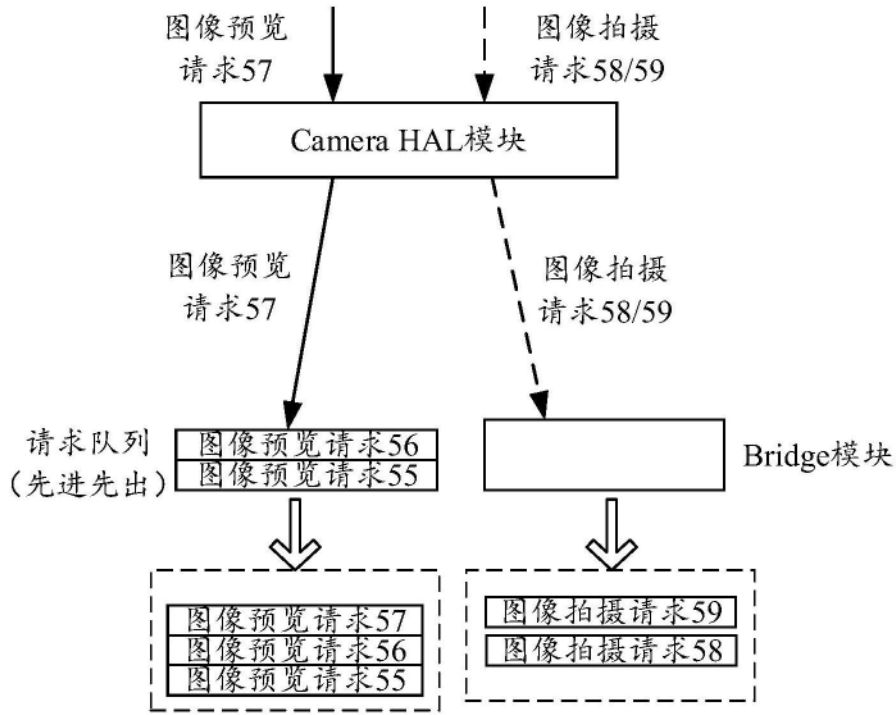 图像预览
请求57
图像拍摄
请求58/59
Camera HAL模块
图像预览
请求57
图像拍摄
请求58/59
请求队列
（先进先出）
图像预览请求56
图像预览请求55
Bridge模块
图像预览请求57
图像预览请求56
图像预览请求55
图像拍摄请求59
图像拍摄请求58